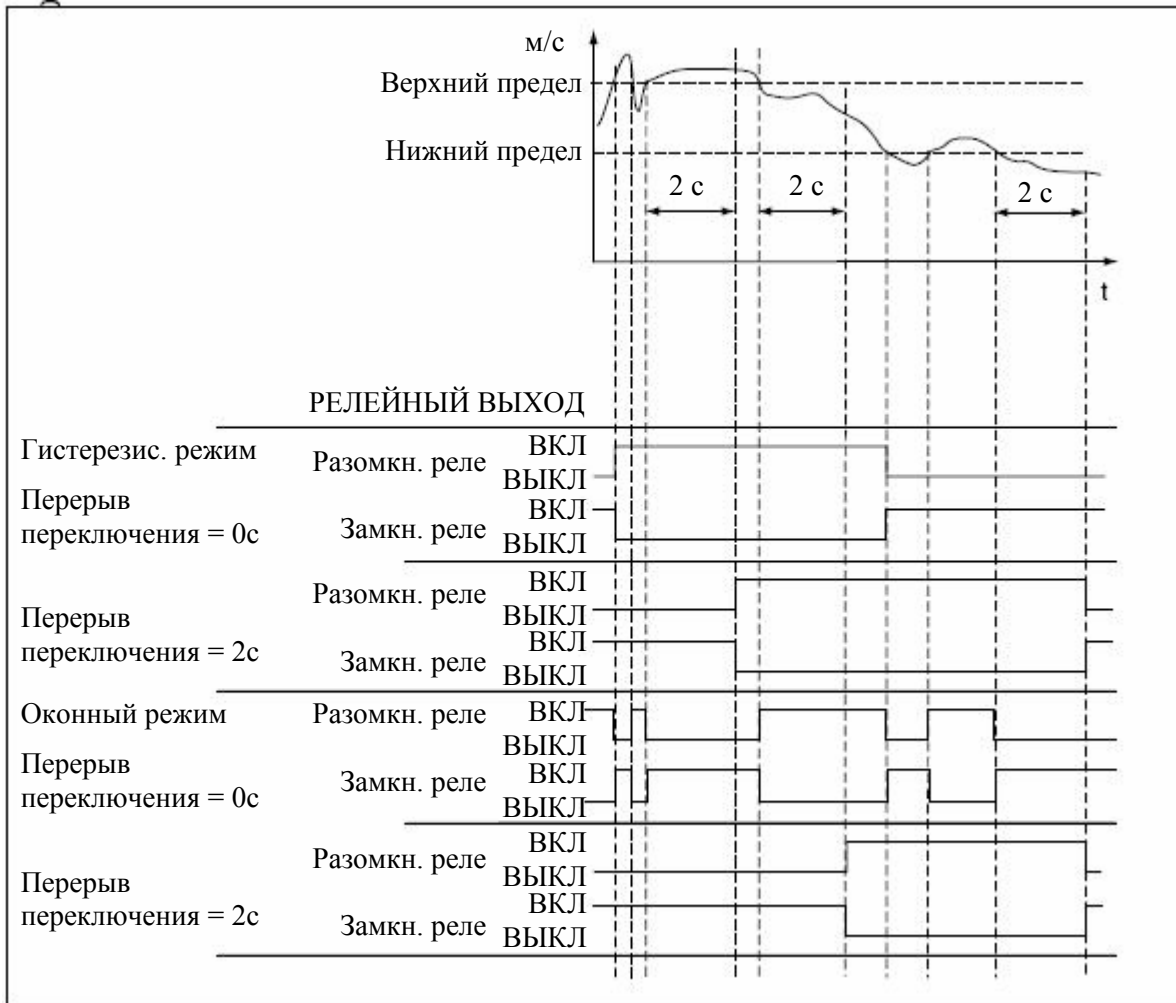 м/с
Верхний предел
Нижний предел
2 с
2 с
2 с
t
РЕЛЕЙНЫЙ ВЫХОД
Гистерезис. режим
Разомкн. реле
ВКЛ
ВЫКЛ
Перерыв
переключения = 0с
Замкн. реле
ВКЛ
ВЫКЛ
Разомкн. реле
ВКЛ
ВЫКЛ
Перерыв
переключения = 2с
Замкн. реле
ВКЛ
ВЫКЛ
Оконный режим
Разомкн. реле
ВКЛ
ВЫКЛ
Перерыв
переключения = 0с
Замкн. реле
ВКЛ
ВЫКЛ
Разомкн. реле
ВКЛ
ВЫКЛ
Перерыв
переключения = 2с
Замкн. реле
ВКЛ
ВЫКЛ